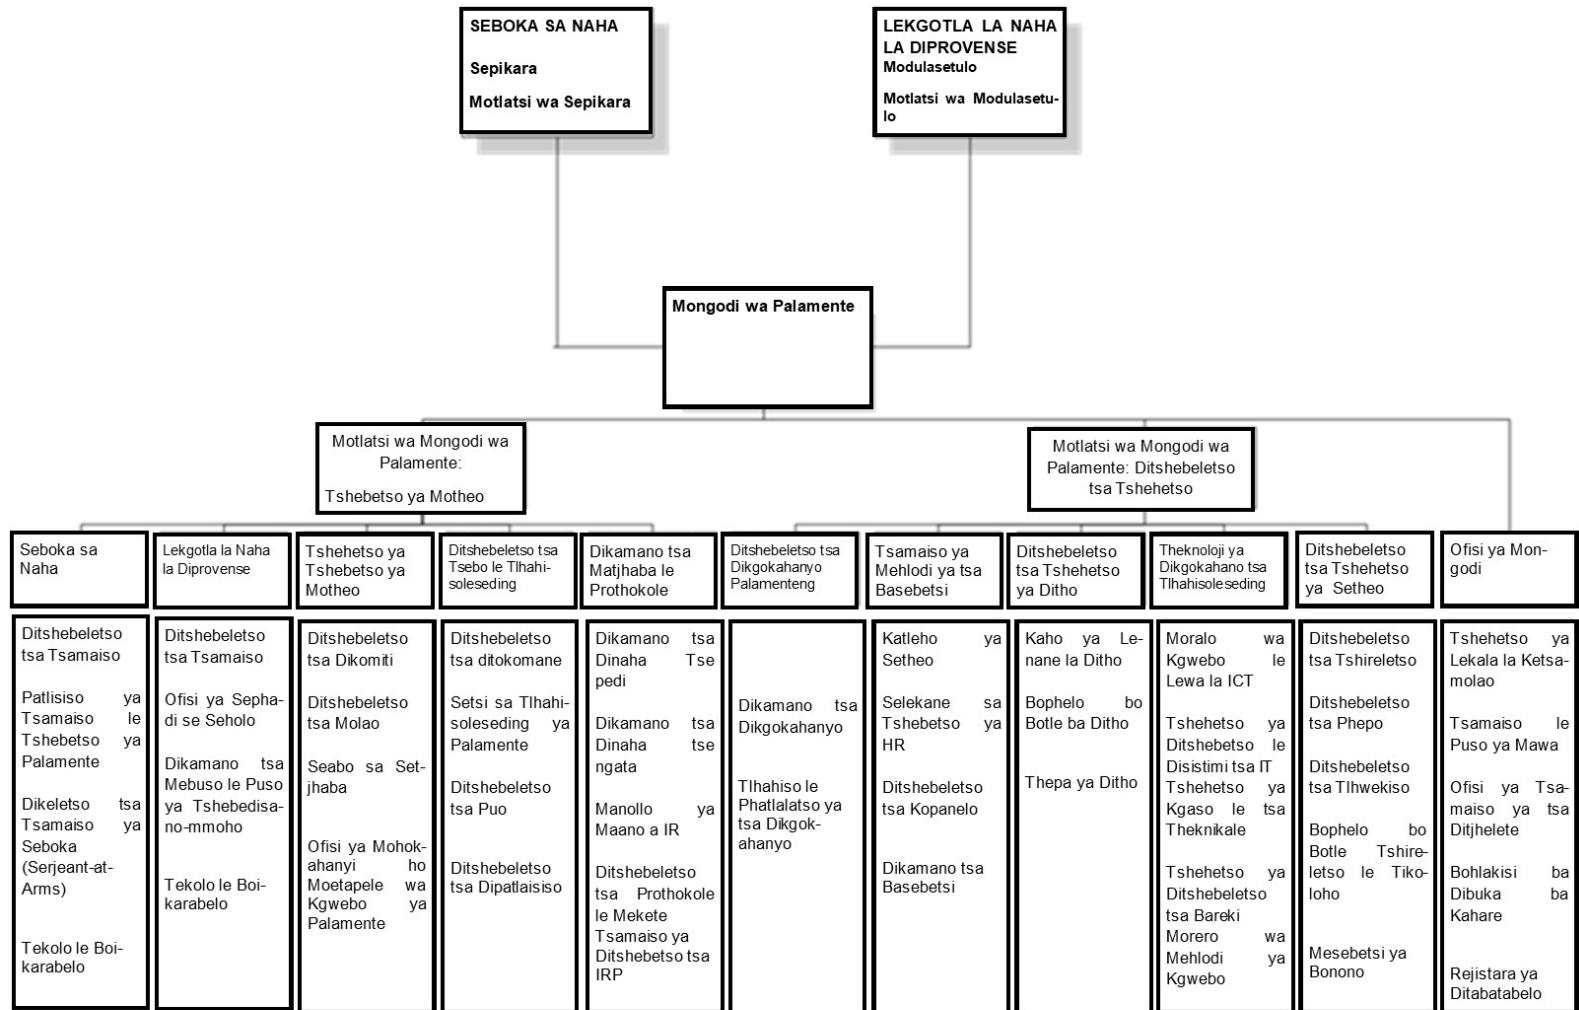 SEBOKA SA NAHA
Sepikara
Motlatsi wa Sepikara
LEKGOTLA LA NAHA
LA DIPROVENSE
Modulasetulo
Motlatsi wa Modulasetu-
lo
Mongodi wa Palamente
Motlatsi wa Mongodi wa
Palamente:
Tshebetso ya Motheo
Motlatsi wa Mongodi wa
Palamente: Ditshebeletso
tsa Tshehetso
Seboka sa
Naha
Lekgotla la Naha
la Diprovense
Tshehetso ya
Tshebetso ya
Motheo
Ditshebeletso tsa
Tsebo le Tlhahi-
soleseding
Dikamano tsa
Matjhaba le
Prothokole
Ditshebeletso tsa
Dikgokahanyo
Palamenteng
Tsamaiso ya
Mehlodi ya tsa
Basebetsi
Ditshebeletso
tsa Tshehetso
ya Ditho
Theknoloji ya
Dikgokahano tsa
Tlhahisoleseding
Ditshebeletso
tsa Tshehetso
ya Setheo
Ofisi ya Mon-
godi
Ditshebeletso
tsa Tsamaiso
Patlisiso ya
Tsamaiso le
Tshebetso ya
Palamente
Dikeletso tsa
Tsamaiso ya
Seboka
(Serjeant-at-
Arms)
Tekolo le Boi-
karabelo
Ditshebeletso
tsa Tsamaiso
Ofisi ya Sepha-
di se Seholo
Dikamano tsa
Mebuso le Puso
ya Tshebedisa-
no-mmoho
Tekolo le Boi-
karabelo
Ditshebeletso
tsa Dikomiti
Ditshebeletso
tsa Molao
Seabo sa Set-
jhaba
Ofisi ya Mohok-
ahanyi ho
Moetapele wa
Kgwebo ya
Palamente
Ditshebeletso
tsa ditokomane
Setsi sa Tlhahi-
soleseding ya
Palamente
Ditshebeletso
tsa Puo
Ditshebeletso
tsa Dipatlaisiso
Dikamano tsa
Dinaha Tse
pedi
Dikamano tsa
Dinaha tse
ngata
Manollo ya
Maano a IR
Ditshebeletso
tsa Prothokole
le Mekete
Tsamaiso ya
Ditshebetso tsa
IRP
Dikamano tsa
Dikgokahanyo
Tlhahiso le
Phatlalatso ya
tsa Dikgok-
ahanyo
Katleho ya
Setheo
Selekane sa
Tshebetso ya
HR
Ditshebeletso
tsa Kopanelo
Dikamano tsa
Basebetsi
Kaho ya Le-
nane la Ditho
Bophelo bo
Botle ba Ditho
Thepa ya Ditho
Moralo wa
Kgwebo le
Lewa la ICT
Tshehetso ya
Ditshebetso le
Disistimi tsa IT
Tshehetso ya
Kgaso le tsa
Theknikale
Tshehetso ya
Ditshebeletso
tsa Bareki
Morero wa
Mehlodi ya
Kgwebo
Ditshebeletso
tsa Tshireletso
Ditshebeletso
tsa Phepo
Ditshebeletso
tsa Tlhwekiso
Bophelo bo
Botle Tshire-
letso le Tiko-
loho
Mesebetsi ya
Bonono
Tshehetso ya
Lekala la Ketsa-
molao
Tsamaiso le
Puso ya Mawa
Ofisi ya Tsa-
maiso ya tsa
Ditjhelete
Bohlakisi ba
Dibuka ba
Kahare
Rejistara ya
Ditabatabelo